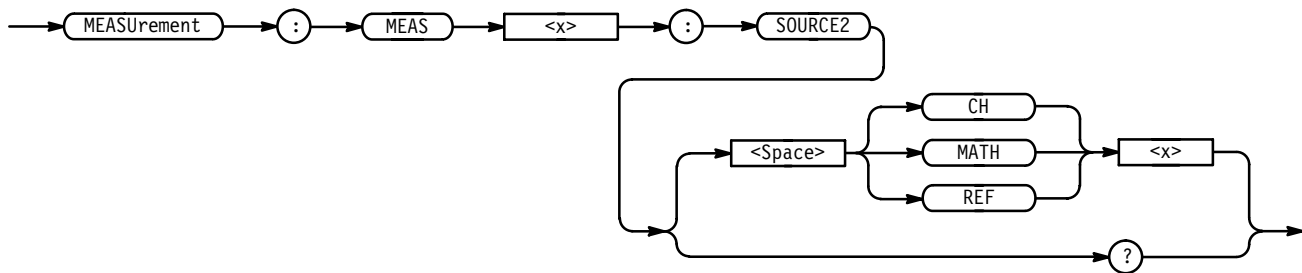 MEASUrement : MEAS <x> : SOURCE2
CH
<Space> MATH <x>
REF
?